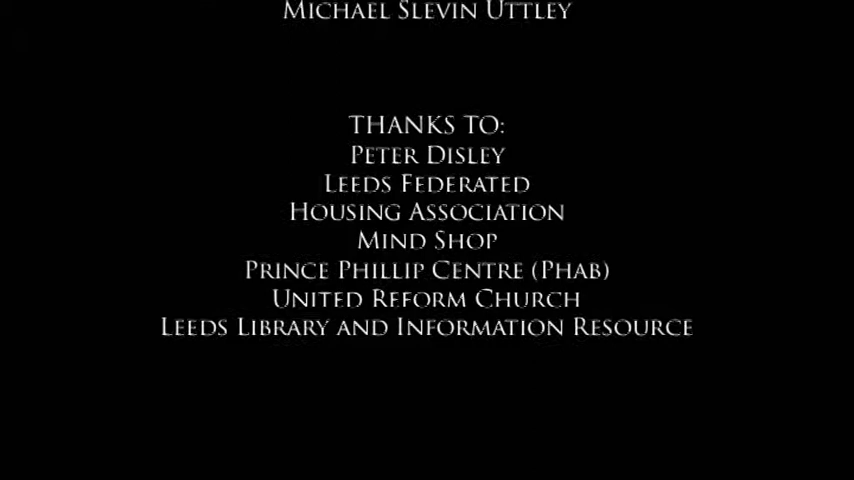 Michael Slevin Uttley
THANKS TO:
Peter Disley
Leeds Federated
Housing Association
Mind Shop
Prince Phillip Centre (Phab)
United Reform Church
Leeds Library and Information Resource